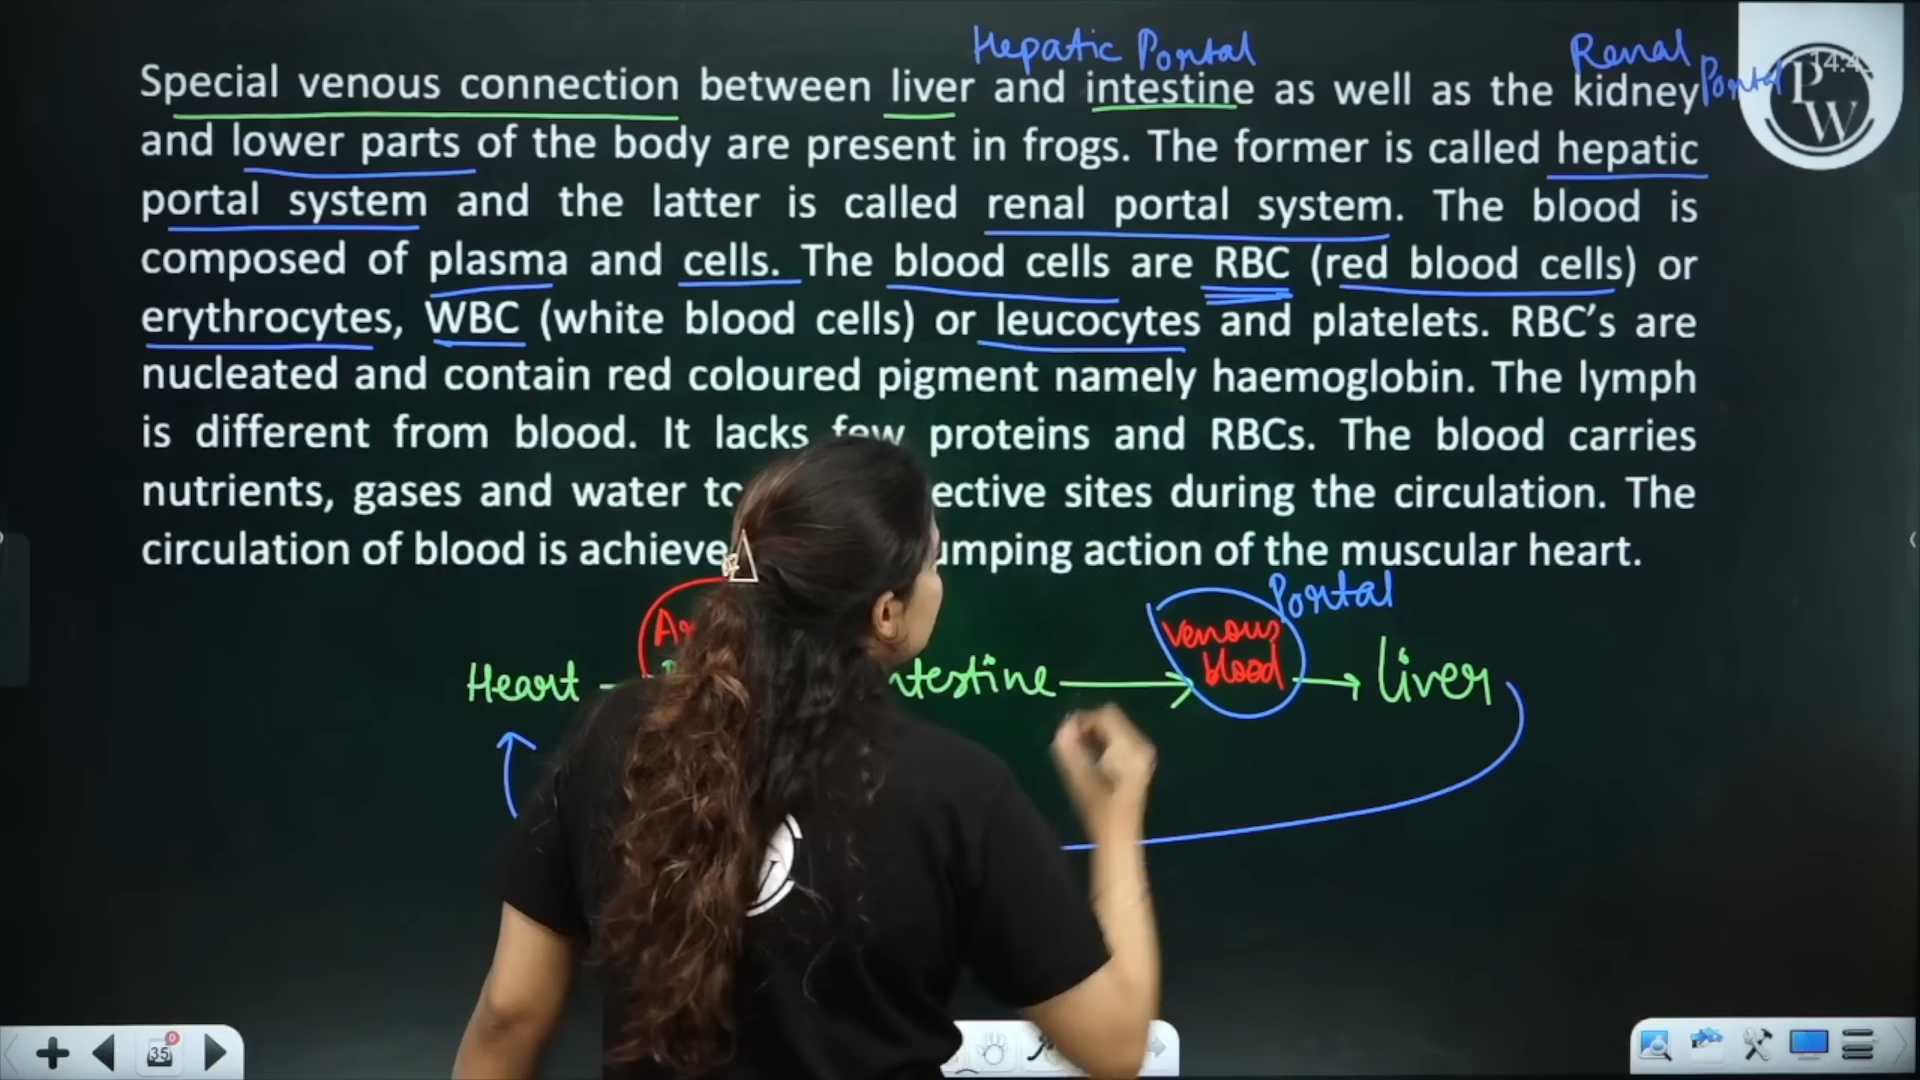 Hepatic Portal
Renal
Portal
14:4
P
W
Special venous connection between liver and intestine as well as the kidney
and lower parts of the body are present in frogs. The former is called hepatic
portal system and the latter is called renal portal system. The blood is
composed of plasma and cells. The blood cells are RBC (red blood cells) or
erythrocytes, WBC (white blood cells) or leucocytes and platelets. RBC’s are
nucleated and contain red coloured pigment namely haemoglobin. The lymph
is different from blood. It lacks few proteins and RBCs. The blood carries
nutrients, gases and water to ective sites during the circulation. The
circulation of blood is achieve umping action of the muscular heart.
Portal
Venous
blood
Heart ntestine liver
35
0